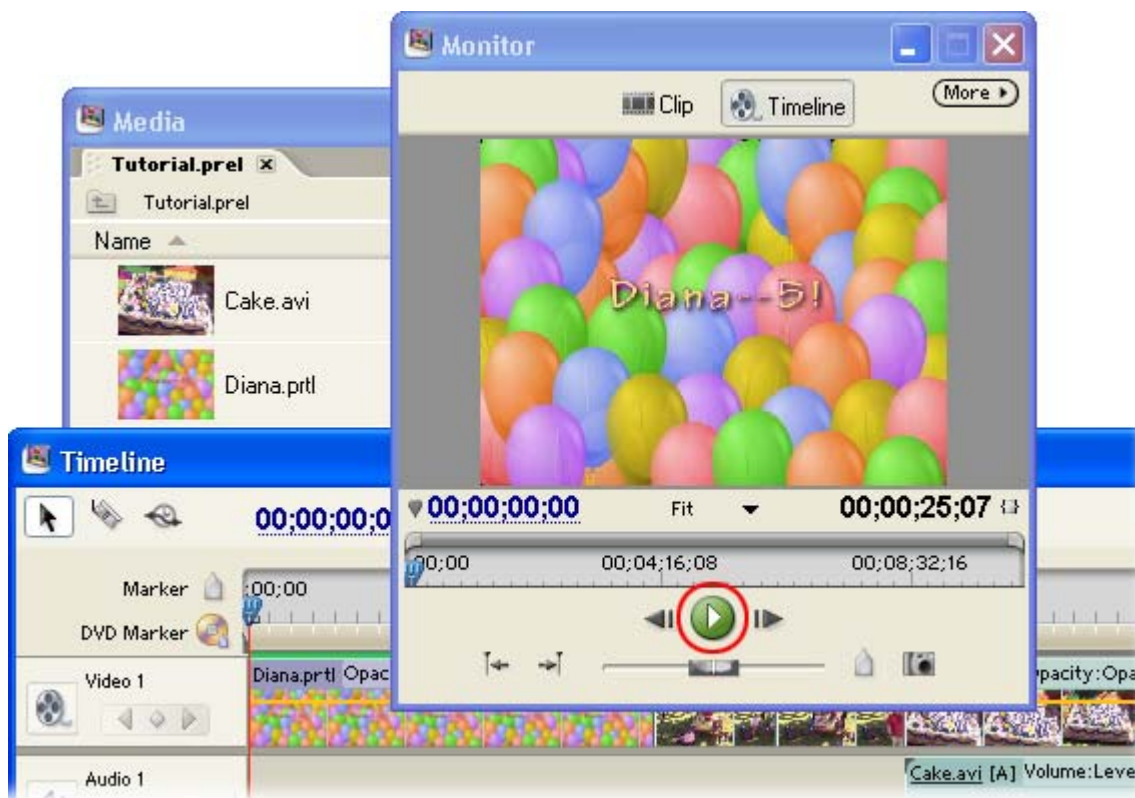 Monitor
Clip
Timeline
More
Media
Tutorial.prel
Tutorial.prel
Name
Cake.avi
Diana.prtl
Diana--5!
Timeline
00;00;00;0
00;00;00;00
Fit
00;00;25;07
00;00
00;04;16;08
00;08;32;16
Marker
:00;00
DVD Marker
Video 1
Diana.prtl Opac
pacity:Opa
Audio 1
Cake.avi [A] Volume:Leve